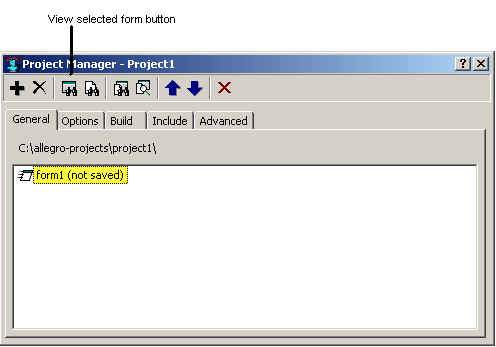 View selected form button
Project Manager - Project1
General Options Build Include Advanced
C:\allegro-projects\project1\
form1 (not saved)